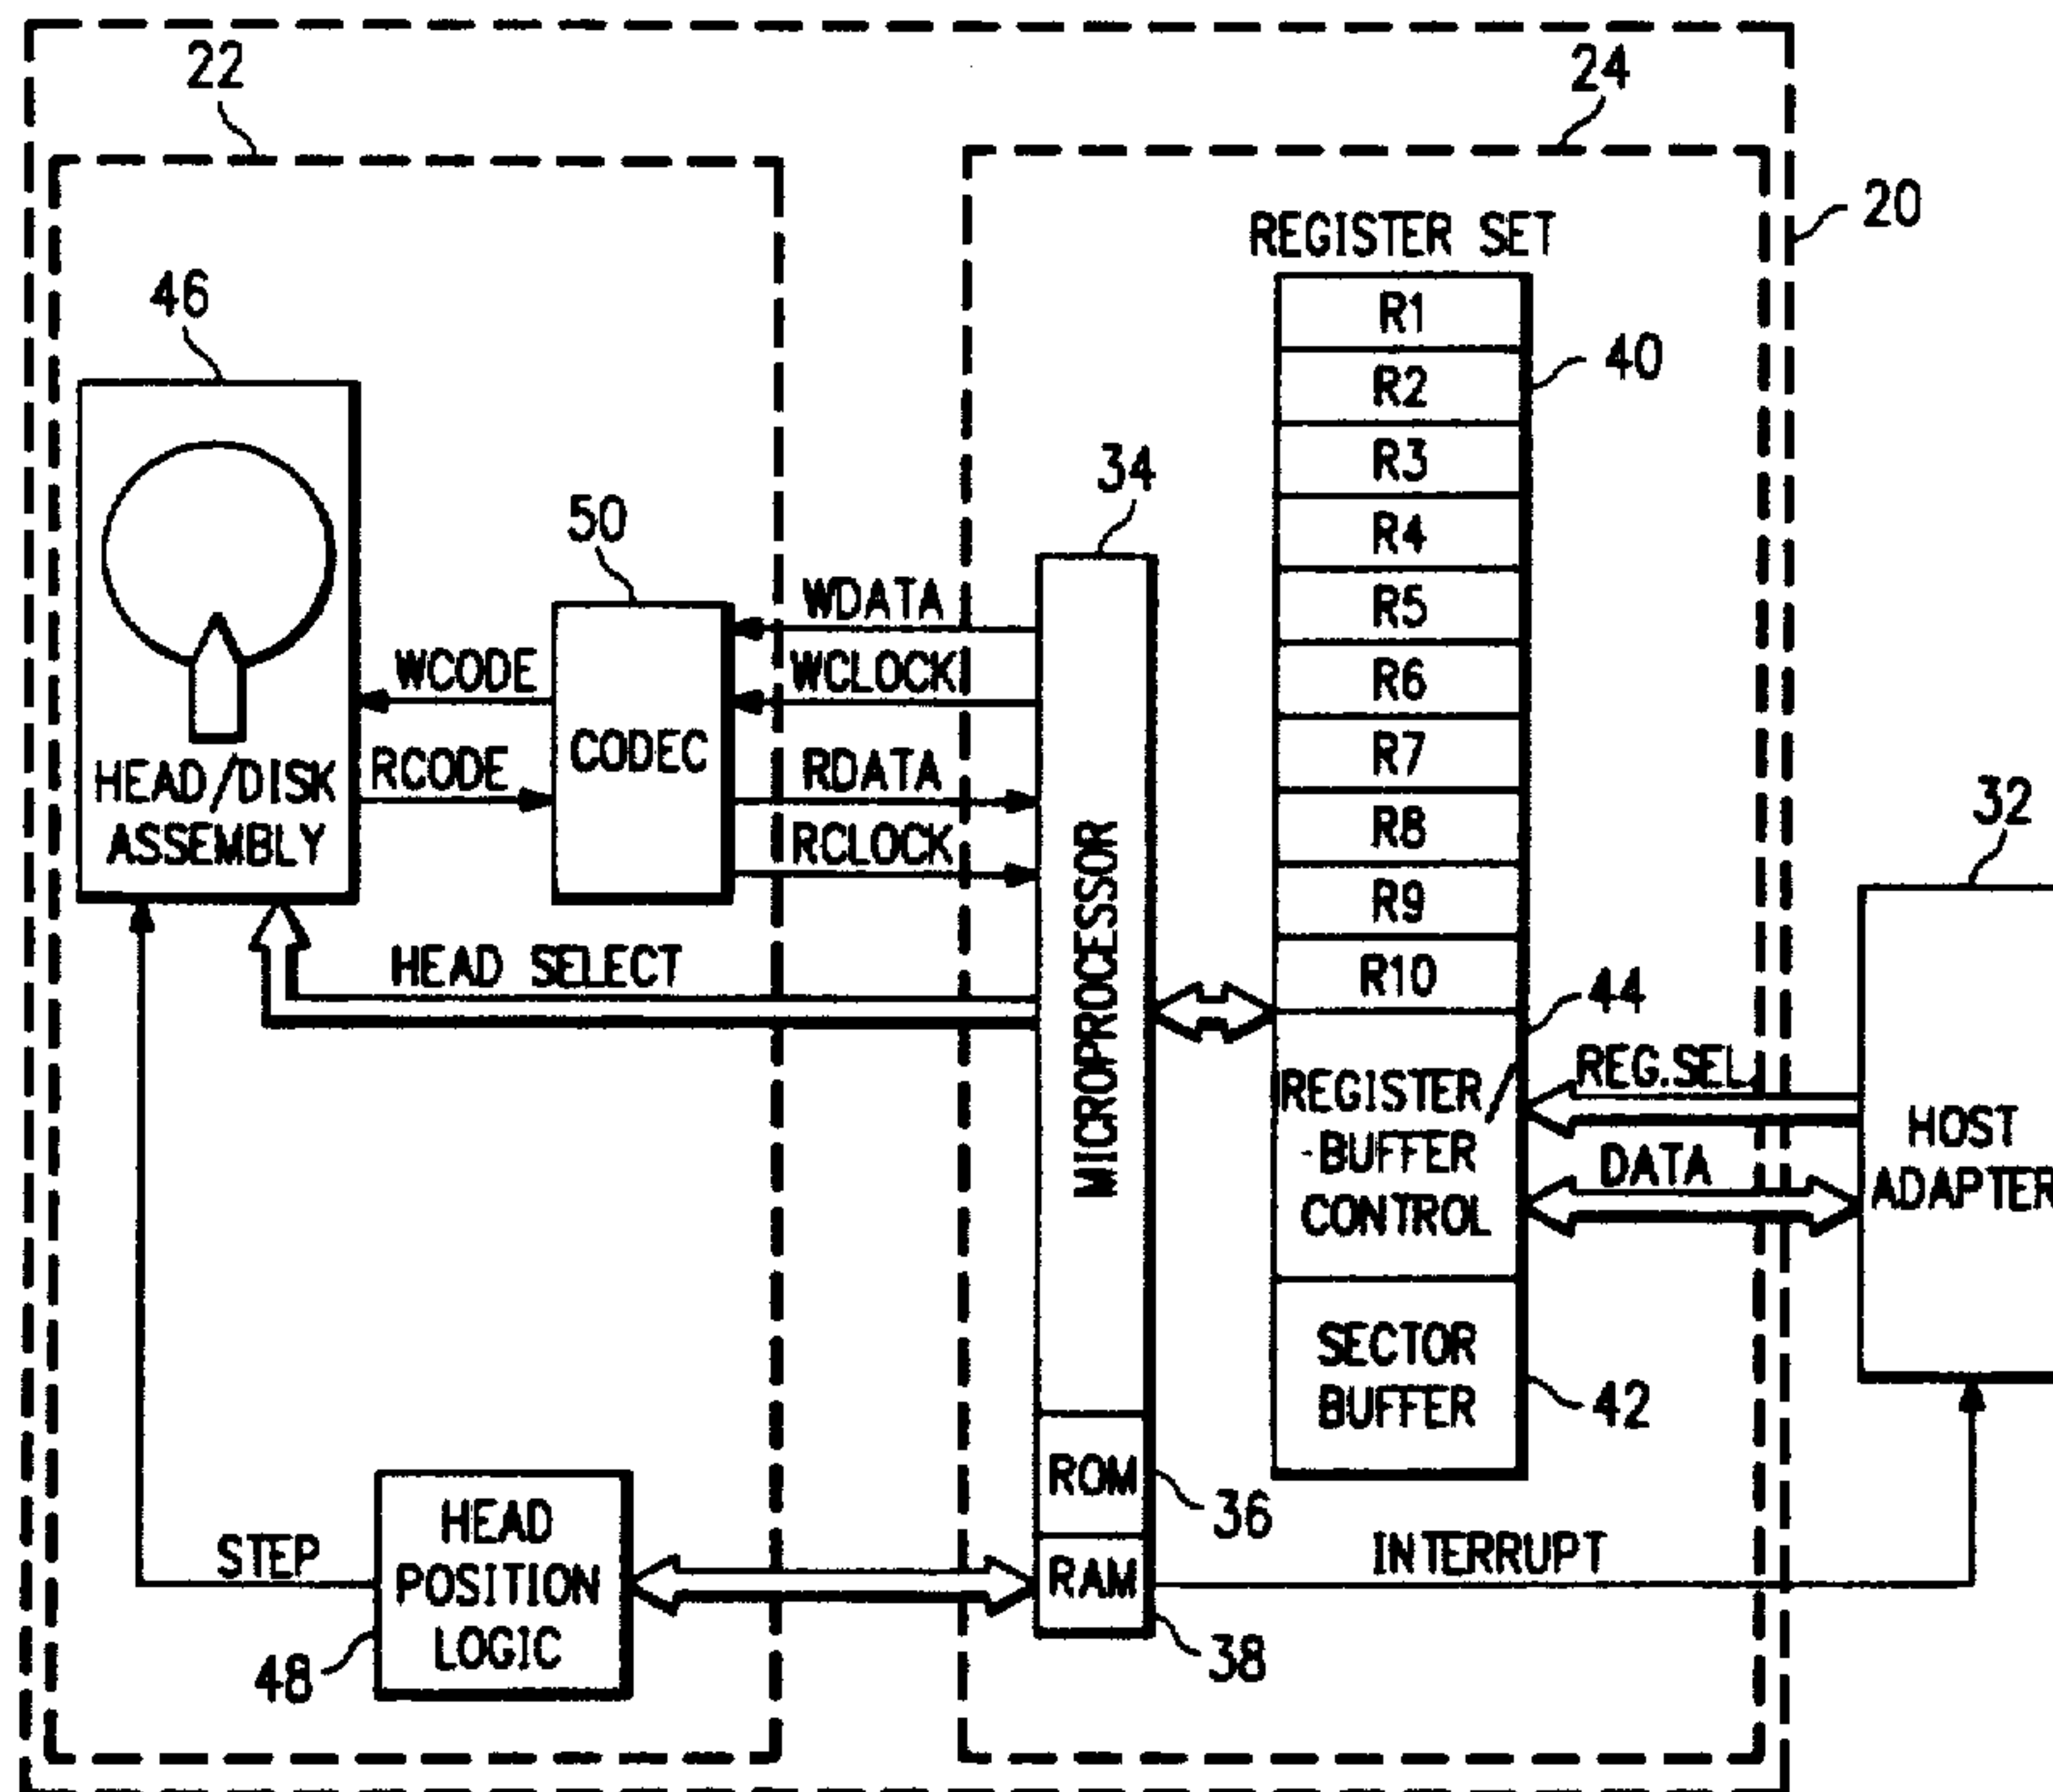 22
24
20
REGISTER SET
46
R1
R2
40
R3
34
R4
50
R5
WDATA
R6
WCODE
WCLOCK
R7
CODEC
RCODE
RDATA
HEAD/DISK
ASSEMBLY
R8
RCLOCK
32
R9
MICROPROCESSOR
HEAD SELECT
R10
44
REGISTER/
BUFFER
CONTROL
REG.SEL.
DATA
HOST
ADAPTER
SECTOR
BUFFER
42
ROM
36
RAM
38
INTERRUPT
STEP
HEAD
POSITION
LOGIC
48